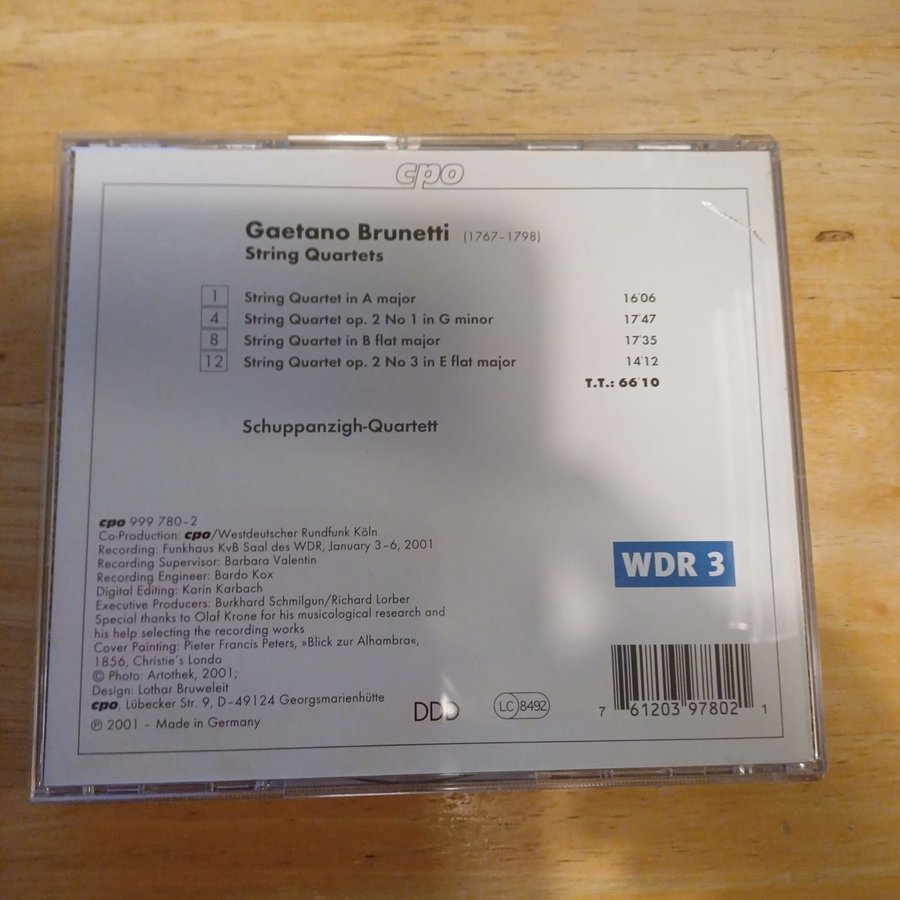 cpo
Gaetano Brunetti (1767-1798)
String Quartets
1 String Quartet in A major 16'06
4 String Quartet op. 2 No 1 in G minor 17'47
8 String Quartet in B flat major 17'35
12 String Quartet op. 2 No 3 in E flat major 14'12
T.T.: 66'10
Schuppanzigh-Quartett
cpo 999 780-2
Co-Production: cpo/Westdeutscher Rundfunk Köln
Recording: Funkhaus KvB Saal des WDR, January 3-6, 2001
Recording Supervisor: Barbara Valentin
Recording Engineer: Bardo Kox
Digital Editing: Karin Karbach
Executive Producers: Burkhard Schmilgun/Richard Lorber
Special thanks to Olaf Krone for his musicological research and
his help selecting the recording works
Cover Painting: Pieter Francis Peters, »Blick zur Alhambra«,
1856, Christie's Londo
© Photo: Artothek, 2001;
Design: Lothar Bruweleit
cpo, Lübecker Str. 9, D-49124 Georgsmarienhütte
℗ 2001 - Made in Germany
DDD
LC 8492
WDR 3
7 61203 97802 1